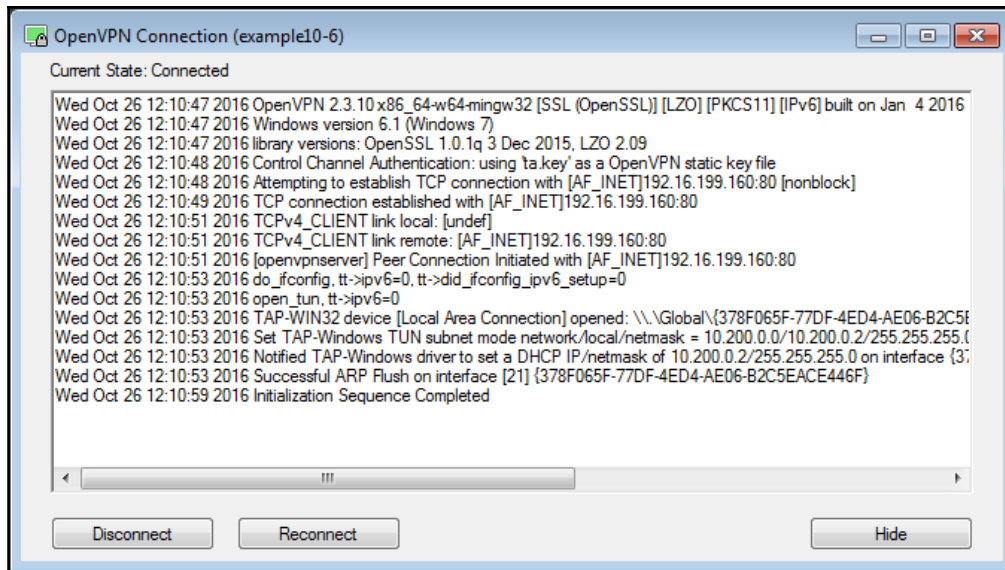 OpenVPN Connection (example10-6)
Current State: Connected
Wed Oct 26 12:10:47 2016 OpenVPN 2.3.10 x86_64-w64-mingw32 [SSL (OpenSSL)] [LZO] [PKCS11] [IPv6] built on Jan  4 2016
Wed Oct 26 12:10:47 2016 Windows version 6.1 (Windows 7)
Wed Oct 26 12:10:47 2016 library versions: OpenSSL 1.0.1q 3 Dec 2015, LZO 2.09
Wed Oct 26 12:10:48 2016 Control Channel Authentication: using 'ta.key' as a OpenVPN static key file
Wed Oct 26 12:10:48 2016 Attempting to establish TCP connection with [AF_INET]192.16.199.160:80 [nonblock]
Wed Oct 26 12:10:49 2016 TCP connection established with [AF_INET]192.16.199.160:80
Wed Oct 26 12:10:51 2016 TCPv4_CLIENT link local: [undef]
Wed Oct 26 12:10:51 2016 TCPv4_CLIENT link remote: [AF_INET]192.16.199.160:80
Wed Oct 26 12:10:51 2016 [openvpnserver] Peer Connection Initiated with [AF_INET]192.16.199.160:80
Wed Oct 26 12:10:53 2016 do_ifconfig, tt->ipv6=0, tt->did_ifconfig_ipv6_setup=0
Wed Oct 26 12:10:53 2016 open_tun, tt->ipv6=0
Wed Oct 26 12:10:53 2016 TAP-WIN32 device [Local Area Connection] opened: \\.\Global\{378F065F-77DF-4ED4-AE06-B2C5E
Wed Oct 26 12:10:53 2016 Set TAP-Windows TUN subnet mode network/local/netmask = 10.200.0.0/10.200.0.2/255.255.255.0
Wed Oct 26 12:10:53 2016 Notified TAP-Windows driver to set a DHCP IP/netmask of 10.200.0.2/255.255.255.0 on interface {37
Wed Oct 26 12:10:53 2016 Successful ARP Flush on interface [21] {378F065F-77DF-4ED4-AE06-B2C5EACE446F}
Wed Oct 26 12:10:59 2016 Initialization Sequence Completed
Disconnect Reconnect Hide